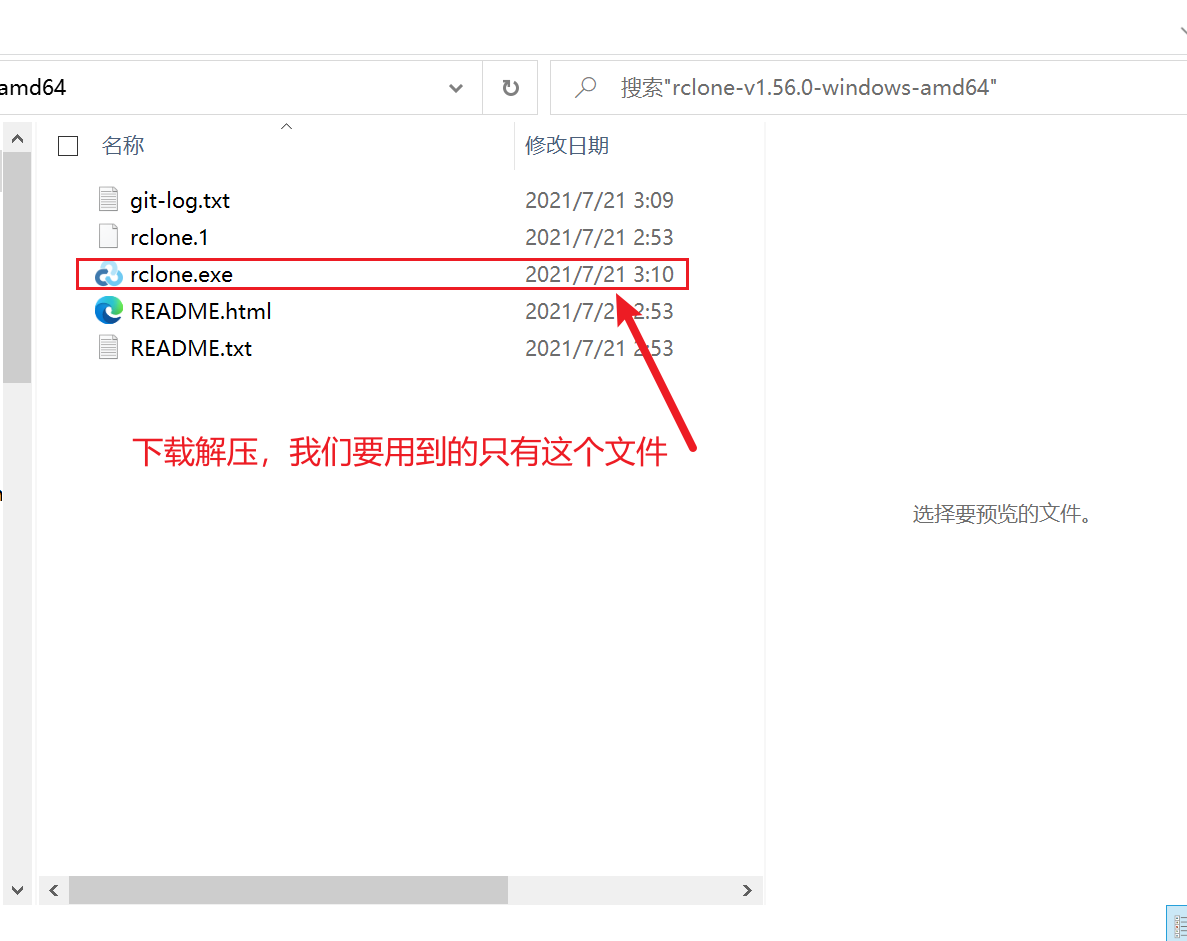 amd64
搜索"rclone-v1.56.0-windows-amd64"
名称 修改日期
git-log.txt 2021/7/21 3:09
rclone.1 2021/7/21 2:53
rclone.exe 2021/7/21 3:10
README.html 2021/7/21 2:53
README.txt 2021/7/21 2:53
下载解压，我们要用到的只有这个文件
选择要预览的文件。